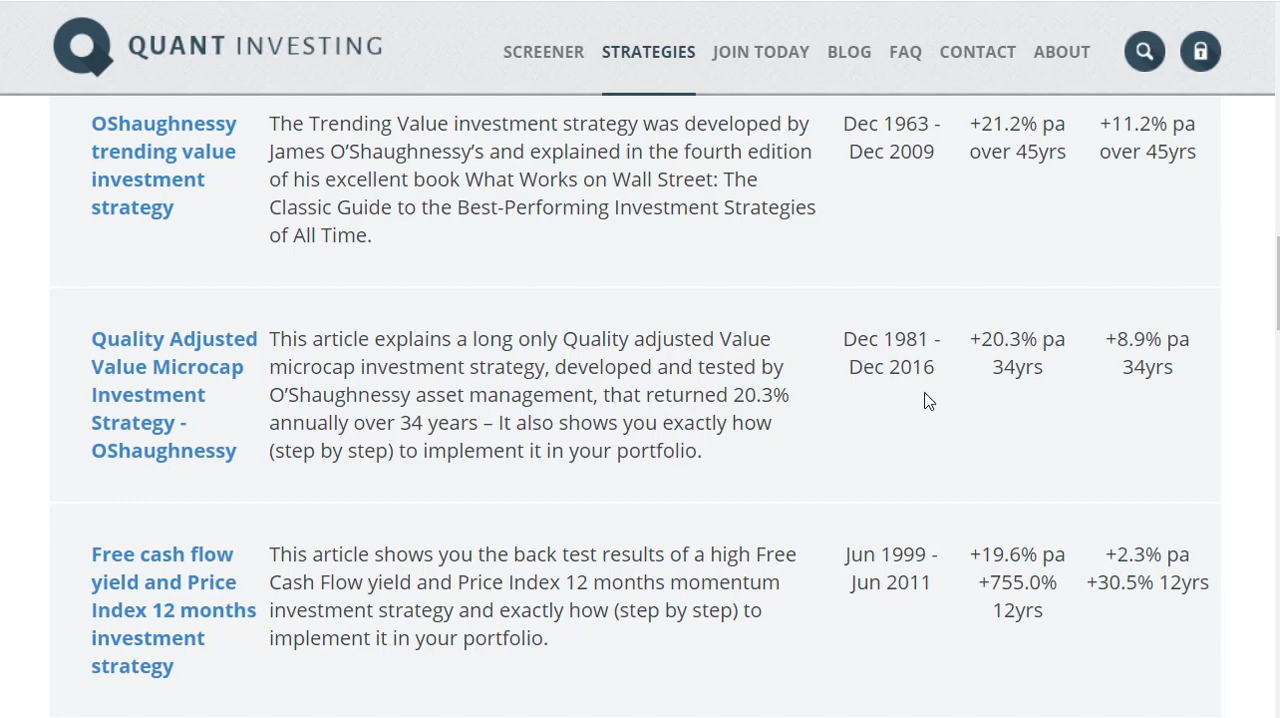 QUANT INVESTING
SCREENER STRATEGIES JOIN TODAY BLOG FAQ CONTACT ABOUT
OShaughnessy
trending value
investment
strategy
The Trending Value investment strategy was developed by
James O’Shaughnessy’s and explained in the fourth edition
of his excellent book What Works on Wall Street: The
Classic Guide to the Best-Performing Investment Strategies
of All Time.
Dec 1963 -
Dec 2009
+21.2% pa
over 45yrs
+11.2% pa
over 45yrs
Quality Adjusted
Value Microcap
Investment
Strategy -
OShaughnessy
This article explains a long only Quality adjusted Value
microcap investment strategy, developed and tested by
O’Shaughnessy asset management, that returned 20.3%
annually over 34 years – It also shows you exactly how
(step by step) to implement it in your portfolio.
Dec 1981 -
Dec 2016
+20.3% pa
34yrs
+8.9% pa
34yrs
Free cash flow
yield and Price
Index 12 months
investment
strategy
This article shows you the back test results of a high Free
Cash Flow yield and Price Index 12 months momentum
investment strategy and exactly how (step by step) to
implement it in your portfolio.
Jun 1999 -
Jun 2011
+19.6% pa
+755.0%
12yrs
+2.3% pa
+30.5% 12yrs